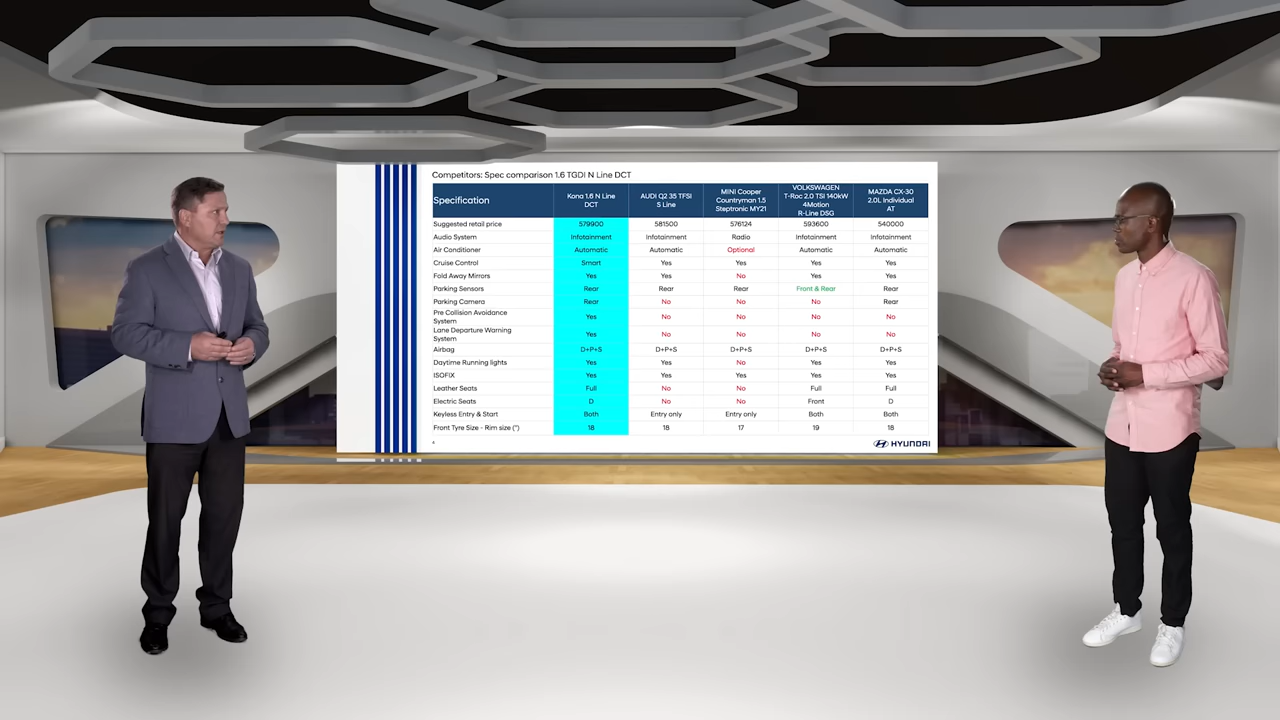 Competitors: Spec comparison 1.6 TGDI N Line DCT
Specification
Kona 1.6 N Line
DCT
AUDI Q2 35 TFSI
S Line
MINI Cooper
Countryman 1.5
Steptronic MY21
VOLKSWAGEN
T-Roc 2.0 TSI 140kW
4Motion
R-Line DSG
MAZDA CX-30
2.0L Individual
AT
Suggested retail price 579900 581500 576124 593600 540000
Audio System Infotainment Infotainment Radio Infotainment Infotainment
Air Conditioner Automatic Automatic Optional Automatic Automatic
Cruise Control Smart Yes Yes Yes Yes
Fold Away Mirrors Yes Yes No Yes Yes
Parking Sensors Rear Rear Rear Front & Rear Rear
Parking Camera Rear No No No Rear
Pre Collision Avoidance
System Yes No No No No
Lane Departure Warning
System Yes No No No No
Airbag D+P+S D+P+S D+P+S D+P+S D+P+S
Daytime Running lights Yes Yes No Yes Yes
ISOFIX Yes Yes Yes Yes Yes
Leather Seats Full No No Full Full
Electric Seats D No No Front D
Keyless Entry & Start Both Entry only Entry only Both Both
Front Tyre Size - Rim size (") 18 18 17 19 18
HYUNDAI